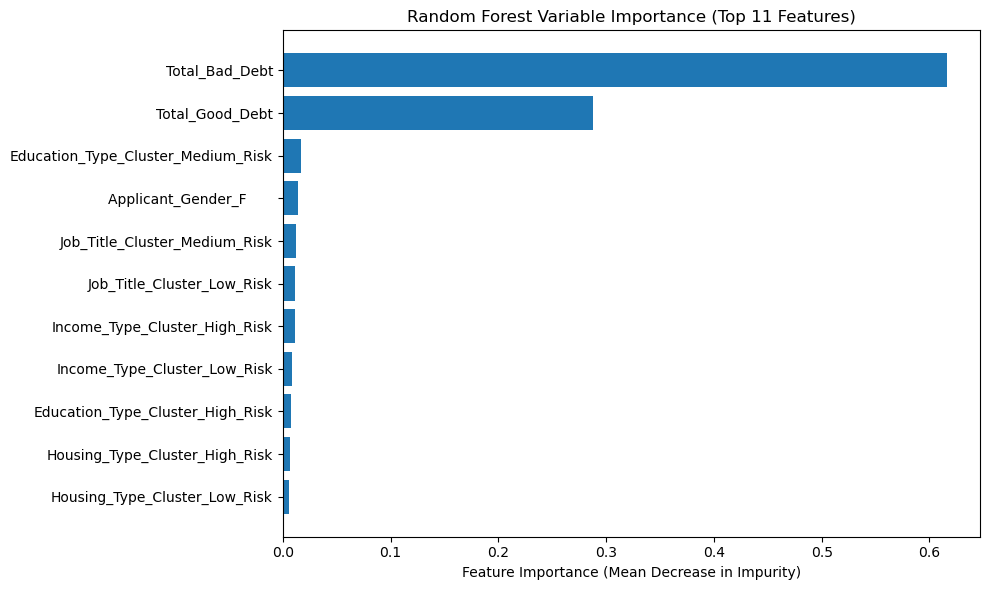 Random Forest Variable Importance (Top 11 Features)
Total_Bad_Debt
Total_Good_Debt
Education_Type_Cluster_Medium_Risk
Applicant_Gender_F
Job_Title_Cluster_Medium_Risk
Job_Title_Cluster_Low_Risk
Income_Type_Cluster_High_Risk
Income_Type_Cluster_Low_Risk
Education_Type_Cluster_High_Risk
Housing_Type_Cluster_High_Risk
Housing_Type_Cluster_Low_Risk
0.0 0.1 0.2 0.3 0.4 0.5 0.6
Feature Importance (Mean Decrease in Impurity)